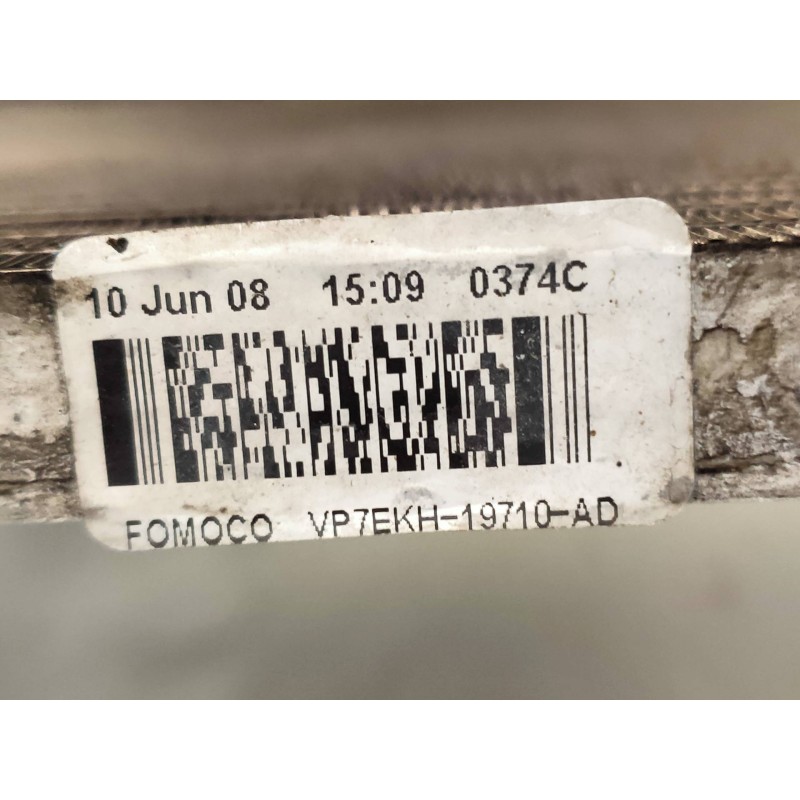 10 Jun 08 15:09 0374C
FOMOCO VP7EKH-19710-AD